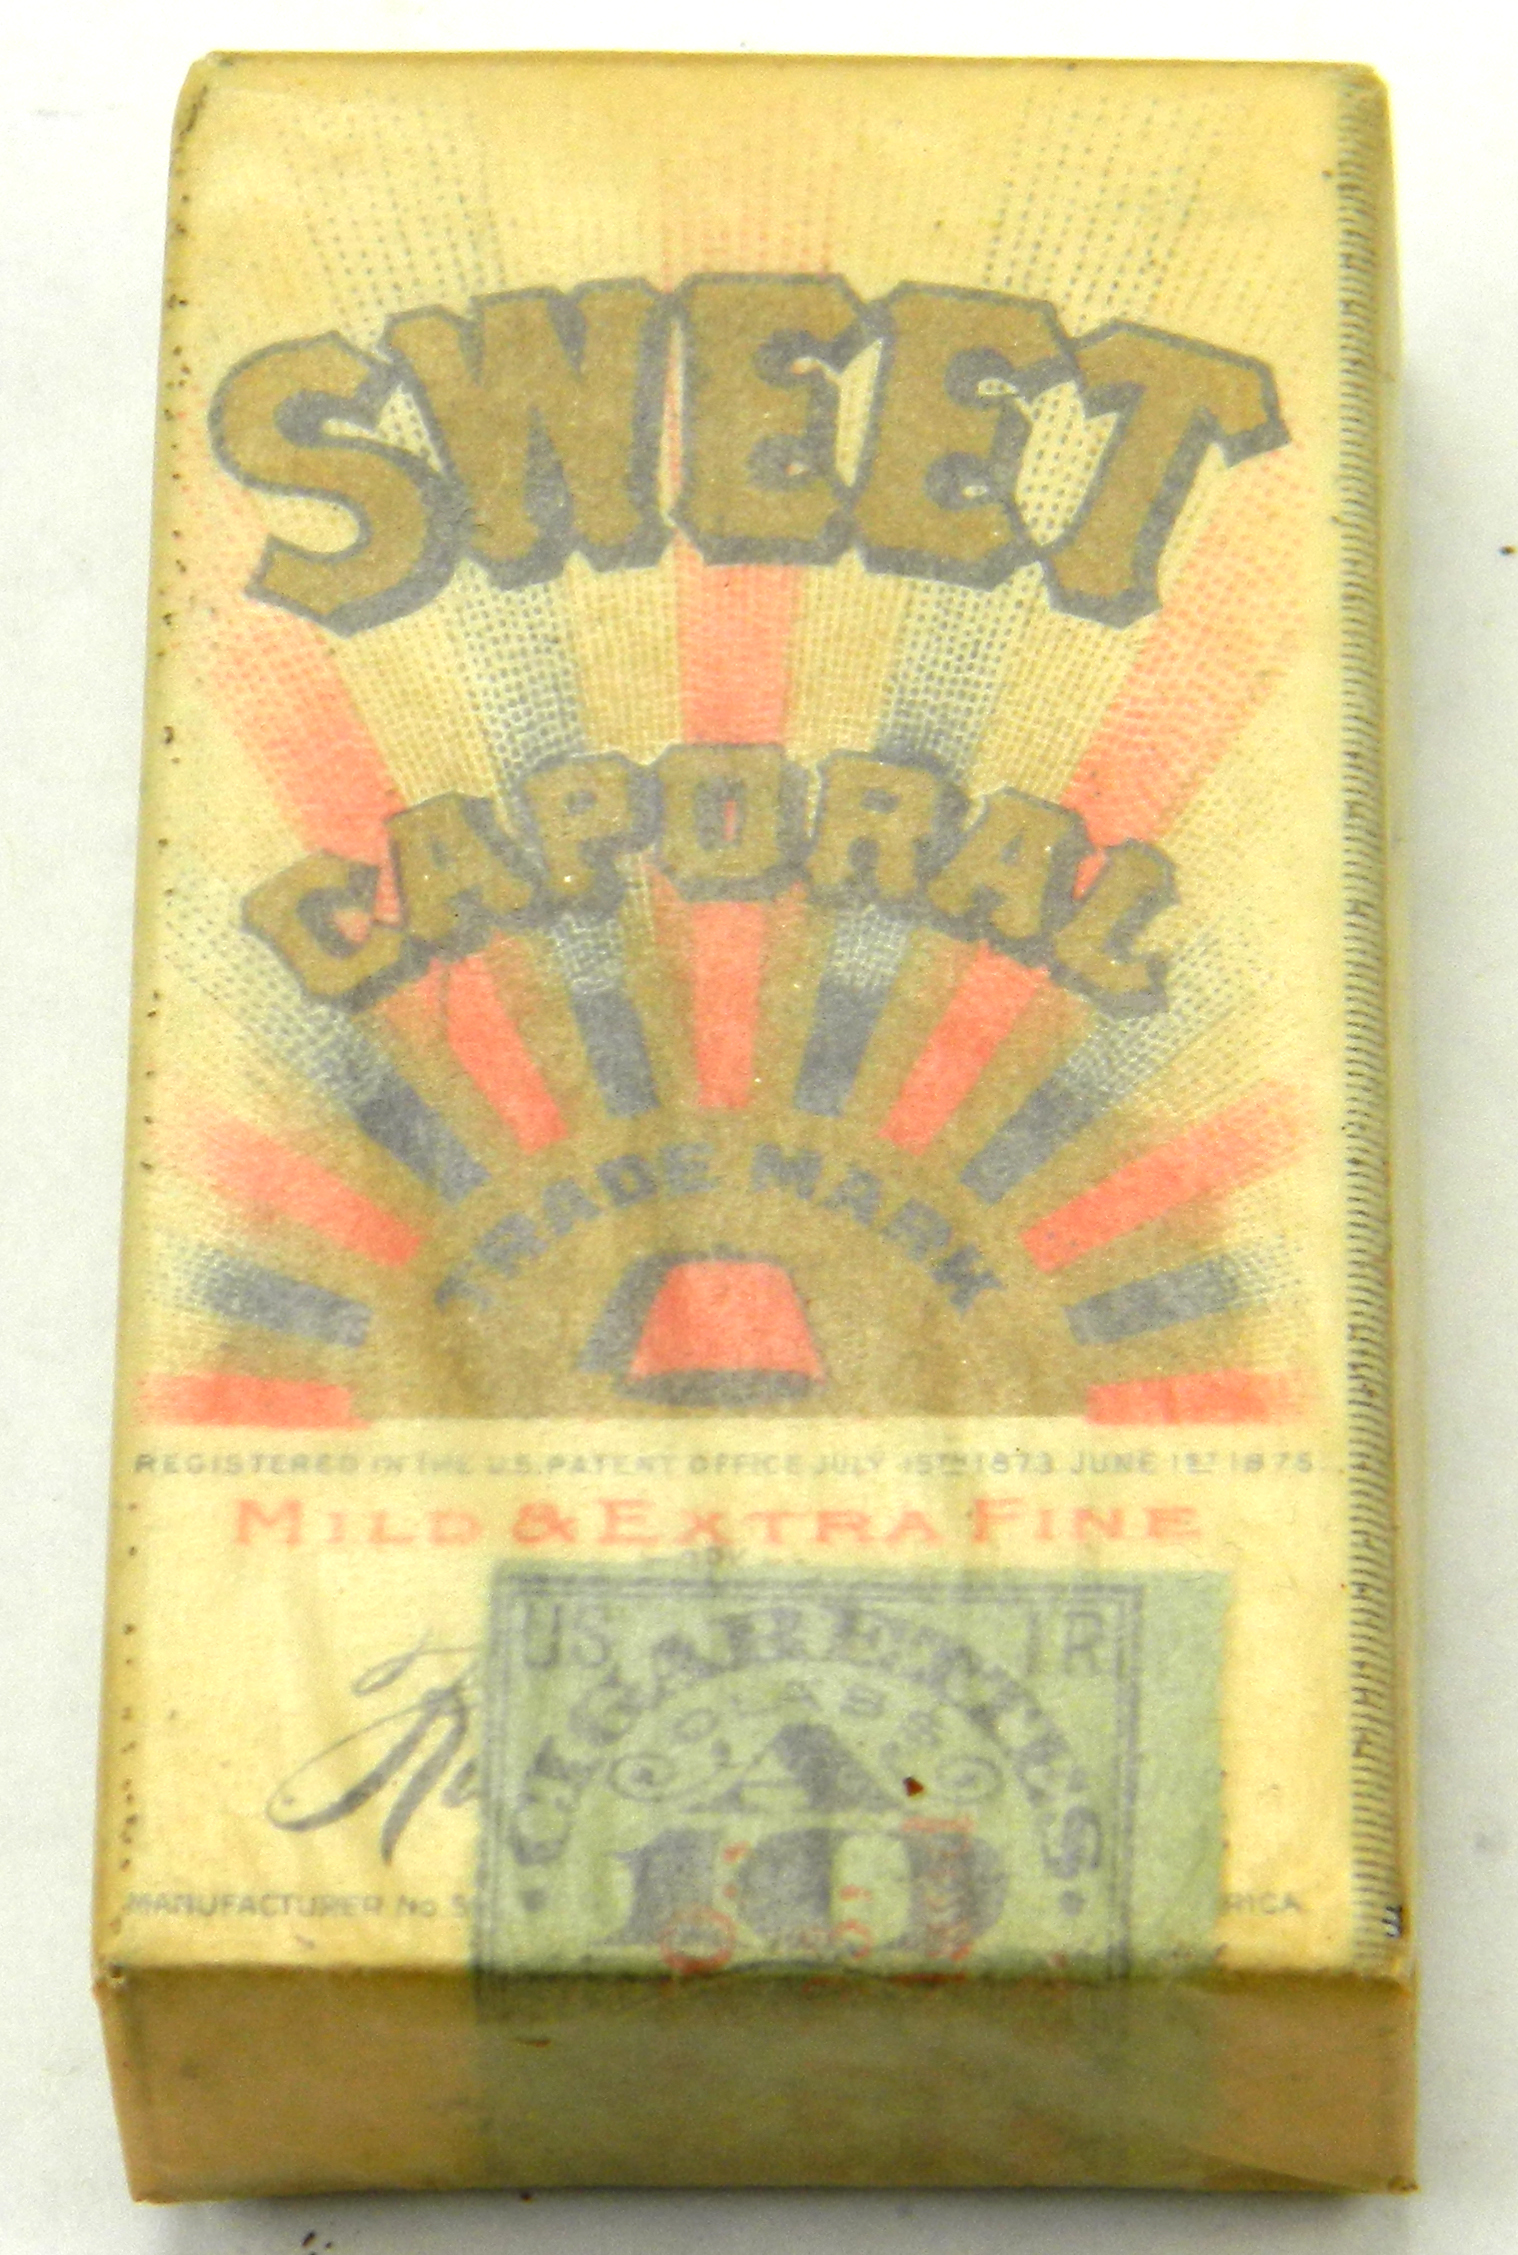 SWEET
CAPORAL
TRADE MARK
REGISTERED IN THE U.S. PATENT OFFICE JULY 15TH 1873 JUNE 1ST 1875
MILD & EXTRA FINE
US IR
CIGARETTES
CLASS
A
10
MANUFACTURER No.